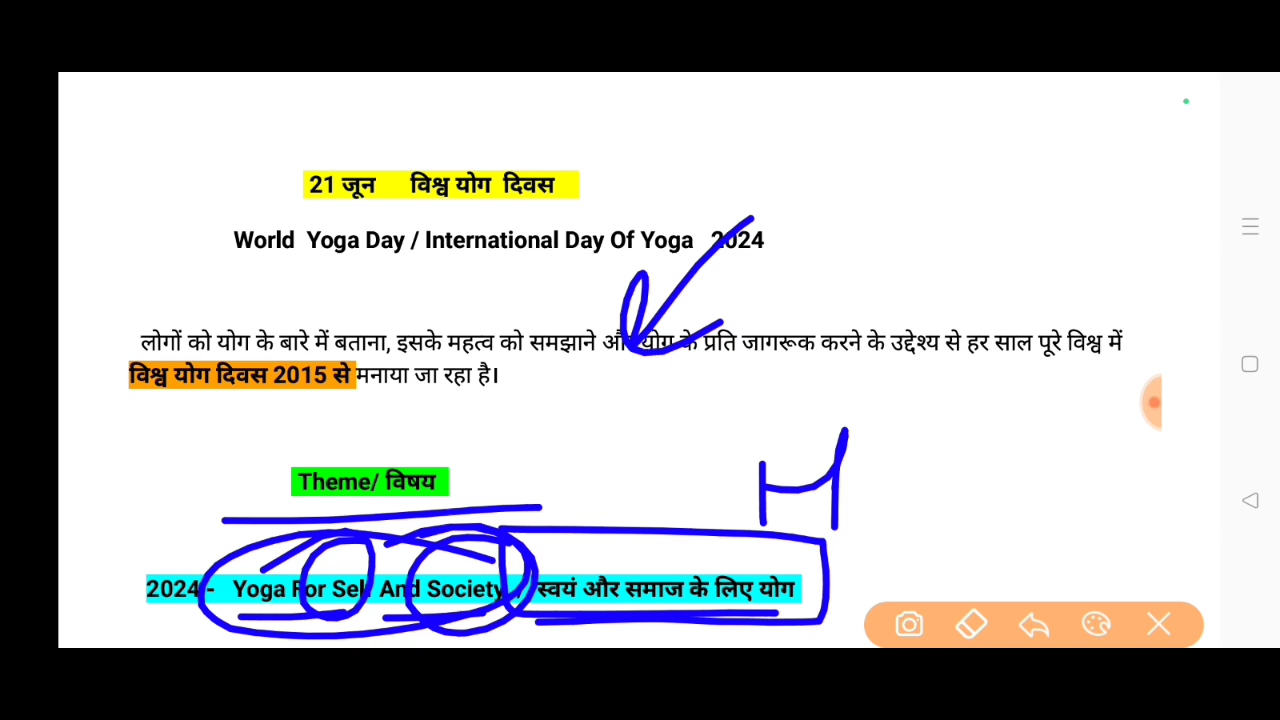 21 जून विश्व योग दिवस
World Yoga Day / International Day Of Yoga 2024
लोगों को योग के बारे में बताना, इसके महत्व को समझाने और योग के प्रति जागरूक करने के उद्देश्य से हर साल पूरे विश्व में
विश्व योग दिवस 2015 से मनाया जा रहा है।
Theme/ विषय
2024 - Yoga For Self And Society / स्वयं और समाज के लिए योग